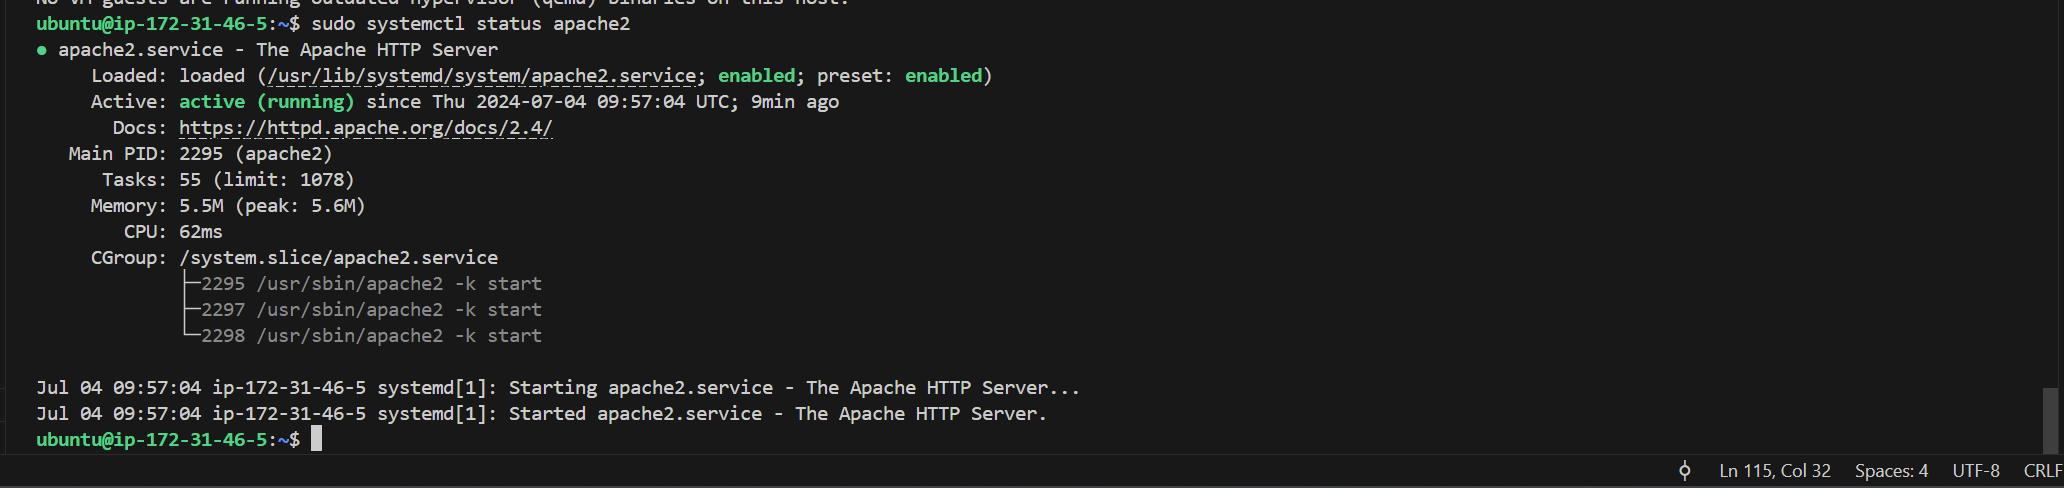 No VM guests are running outdated hypervisor (qemu) binaries on this host.
ubuntu@ip-172-31-46-5:~$ sudo systemctl status apache2
● apache2.service - The Apache HTTP Server
Loaded: loaded (/usr/lib/systemd/system/apache2.service; enabled; preset: enabled)
Active: active (running) since Thu 2024-07-04 09:57:04 UTC; 9min ago
Docs: https://httpd.apache.org/docs/2.4/
Main PID: 2295 (apache2)
Tasks: 55 (limit: 1078)
Memory: 5.5M (peak: 5.6M)
CPU: 62ms
CGroup: /system.slice/apache2.service
├─2295 /usr/sbin/apache2 -k start
├─2297 /usr/sbin/apache2 -k start
└─2298 /usr/sbin/apache2 -k start
Jul 04 09:57:04 ip-172-31-46-5 systemd[1]: Starting apache2.service - The Apache HTTP Server...
Jul 04 09:57:04 ip-172-31-46-5 systemd[1]: Started apache2.service - The Apache HTTP Server.
ubuntu@ip-172-31-46-5:~$
Ln 115, Col 32 Spaces: 4 UTF-8 CRLF